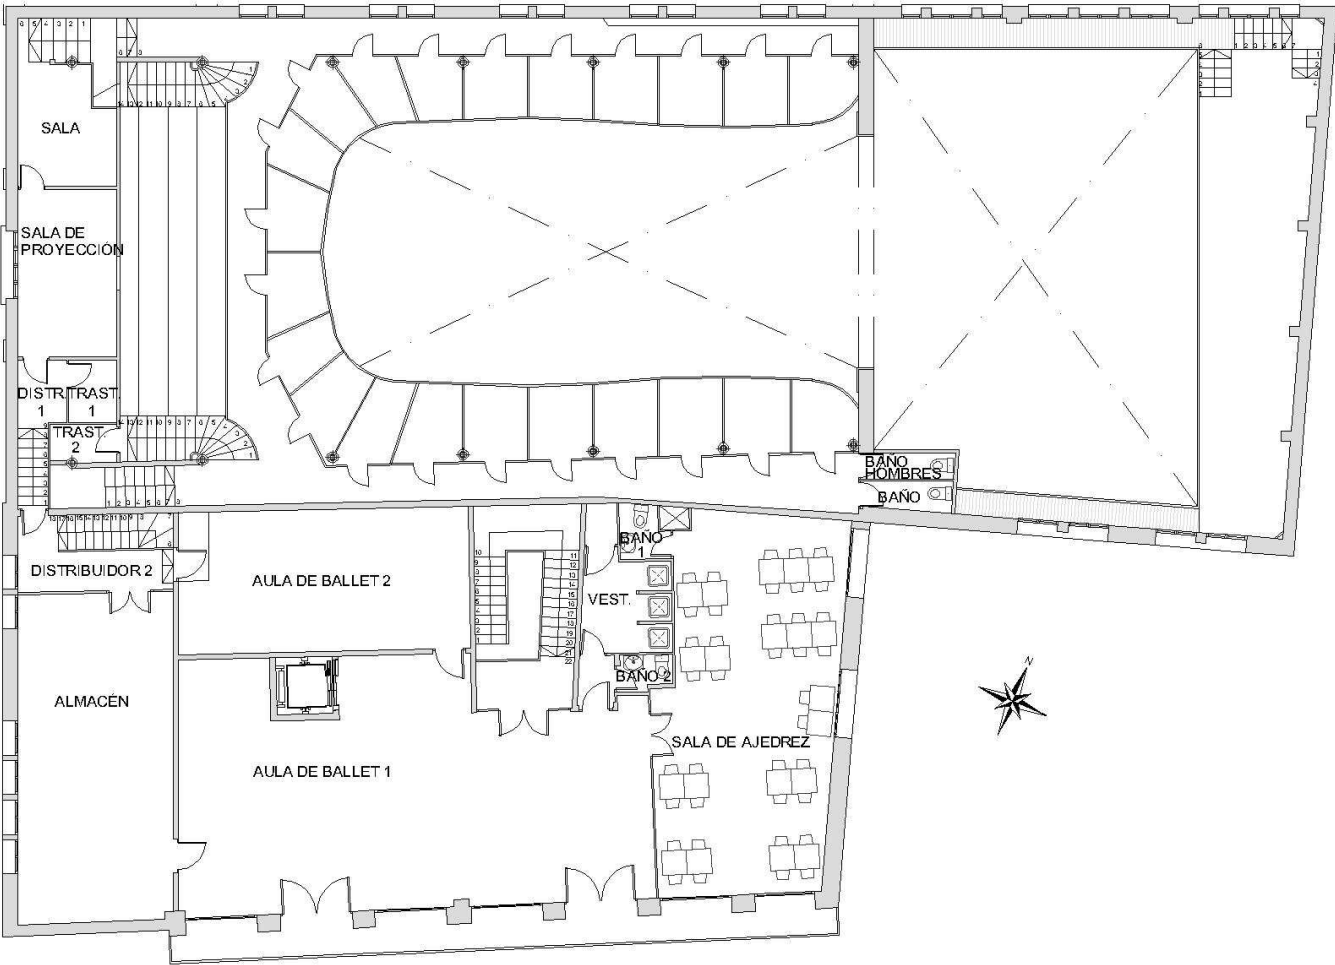 SALA
SALA DE
PROYECCIÓN
DISTR.
1
TRAST.
1
TRAST.
2
BAÑO
HOMBRES
BAÑO
DISTRIBUIDOR 2
AULA DE BALLET 2
BAÑO
1
VEST.
BAÑO 2
ALMACÉN
SALA DE AJEDREZ
AULA DE BALLET 1
N